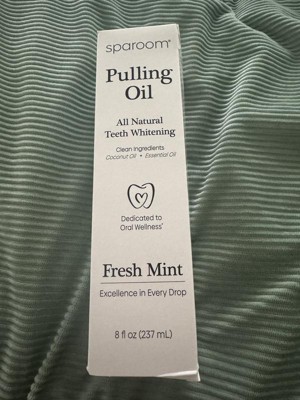 sparoom®
Pulling
Oil
All Natural
Teeth Whitening
Clean Ingredients
Coconut Oil • Essential Oil
Dedicated to
Oral Wellness*
Fresh Mint
Excellence in Every Drop
8 fl oz (237 mL)